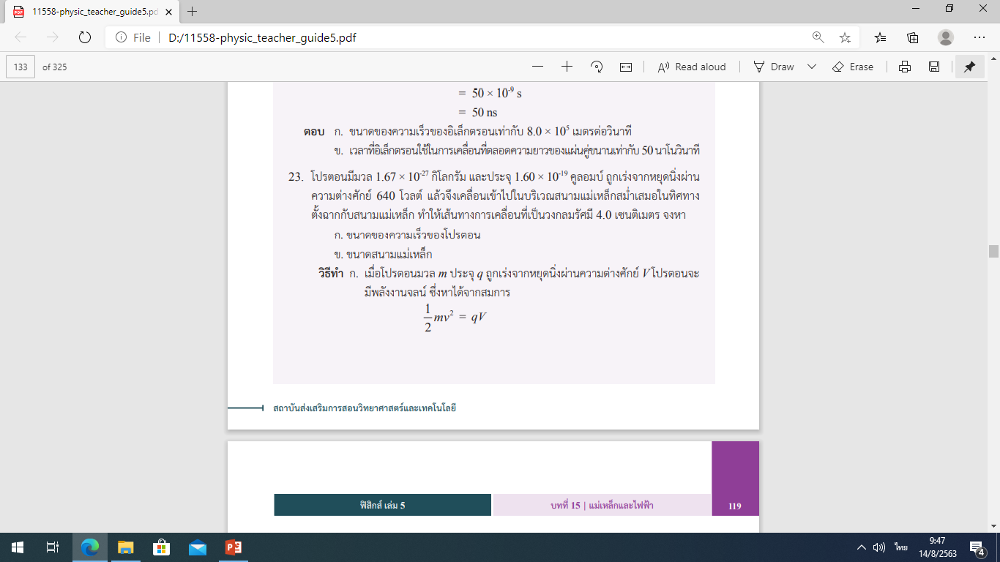 11558-physic_teacher_guide5.pd
File
D:/11558-physic_teacher_guide5.pdf
133 of 325
Read aloud
Draw
Erase
= 50 × 10⁻⁹ s
= 50 ns
ตอบ ก. ขนาดของความเร็วของอิเล็กตรอนเท่ากับ 8.0 × 10⁵ เมตรต่อวินาที
ข. เวลาที่อิเล็กตรอนใช้ในการเคลื่อนที่ตลอดความยาวของแผ่นคู่ขนานเท่ากับ 50 นาโนวินาที
23. โปรตอนมีมวล 1.67 × 10⁻²⁷ กิโลกรัม และประจุ 1.60 × 10⁻¹⁹ คูลอมบ์ ถูกเร่งจากหยุดนิ่งผ่าน
ความต่างศักย์ 640 โวลต์ แล้วจึงเคลื่อนเข้าไปในบริเวณสนามแม่เหล็กสม่ำเสมอในทิศทาง
ตั้งฉากกับสนามแม่เหล็ก ทำให้เส้นทางการเคลื่อนที่เป็นวงกลมรัศมี 4.0 เซนติเมตร จงหา
ก. ขนาดของความเร็วของโปรตอน
ข. ขนาดสนามแม่เหล็ก
วิธีทำ ก. เมื่อโปรตอนมวล m ประจุ q ถูกเร่งจากหยุดนิ่งผ่านความต่างศักย์ V โปรตอนจะ
มีพลังงานจลน์ ซึ่งหาได้จากสมการ
1/2 mv² = qV
สถาบันส่งเสริมการสอนวิทยาศาสตร์และเทคโนโลยี
ฟิสิกส์ เล่ม 5
บทที่ 15 | แม่เหล็กและไฟฟ้า
119
ไทย
9:47
14/8/2563
4